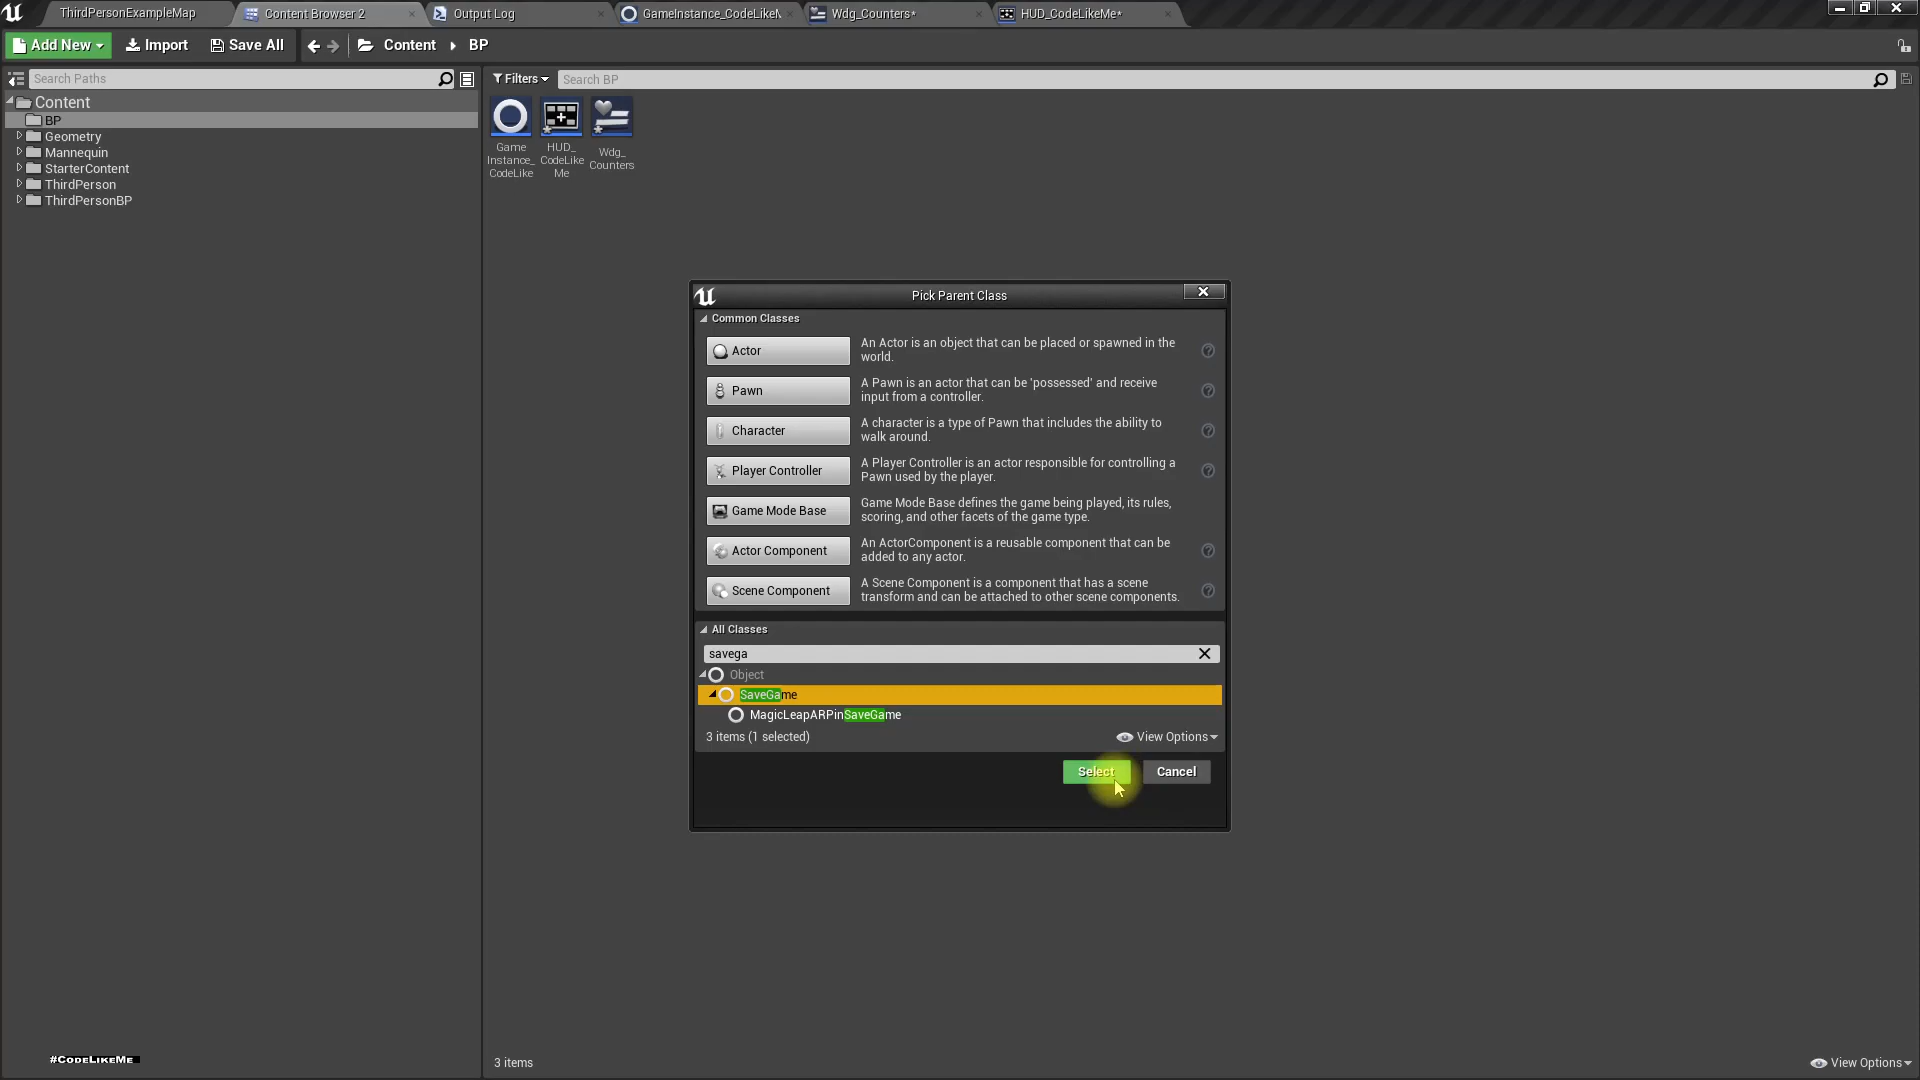 ThirdPersonExampleMap
Content Browser 2
Output Log
GameInstance_CodeLikeM
Wdg_Counters*
HUD_CodeLikeMe*
Add New
Import
Save All
Content
BP
Search Paths
Filters
Search BP
Content
BP
Geometry
Mannequin
StarterContent
ThirdPerson
ThirdPersonBP
Game
Instance_
CodeLike
HUD_
CodeLike
Me
Wdg_
Counters
Pick Parent Class
Common Classes
Actor
An Actor is an object that can be placed or spawned in the
world.
Pawn
A Pawn is an actor that can be 'possessed' and receive
input from a controller.
Character
A character is a type of Pawn that includes the ability to
walk around.
Player Controller
A Player Controller is an actor responsible for controlling a
Pawn used by the player.
Game Mode Base
Game Mode Base defines the game being played, its rules,
scoring, and other facets of the game type.
Actor Component
An ActorComponent is a reusable component that can be
added to any actor.
Scene Component
A Scene Component is a component that has a scene
transform and can be attached to other scene components.
All Classes
savega
Object
SaveGame
MagicLeapARPinSaveGame
3 items (1 selected)
View Options
Select
Cancel
#CodeLikeMe
3 items
View Options